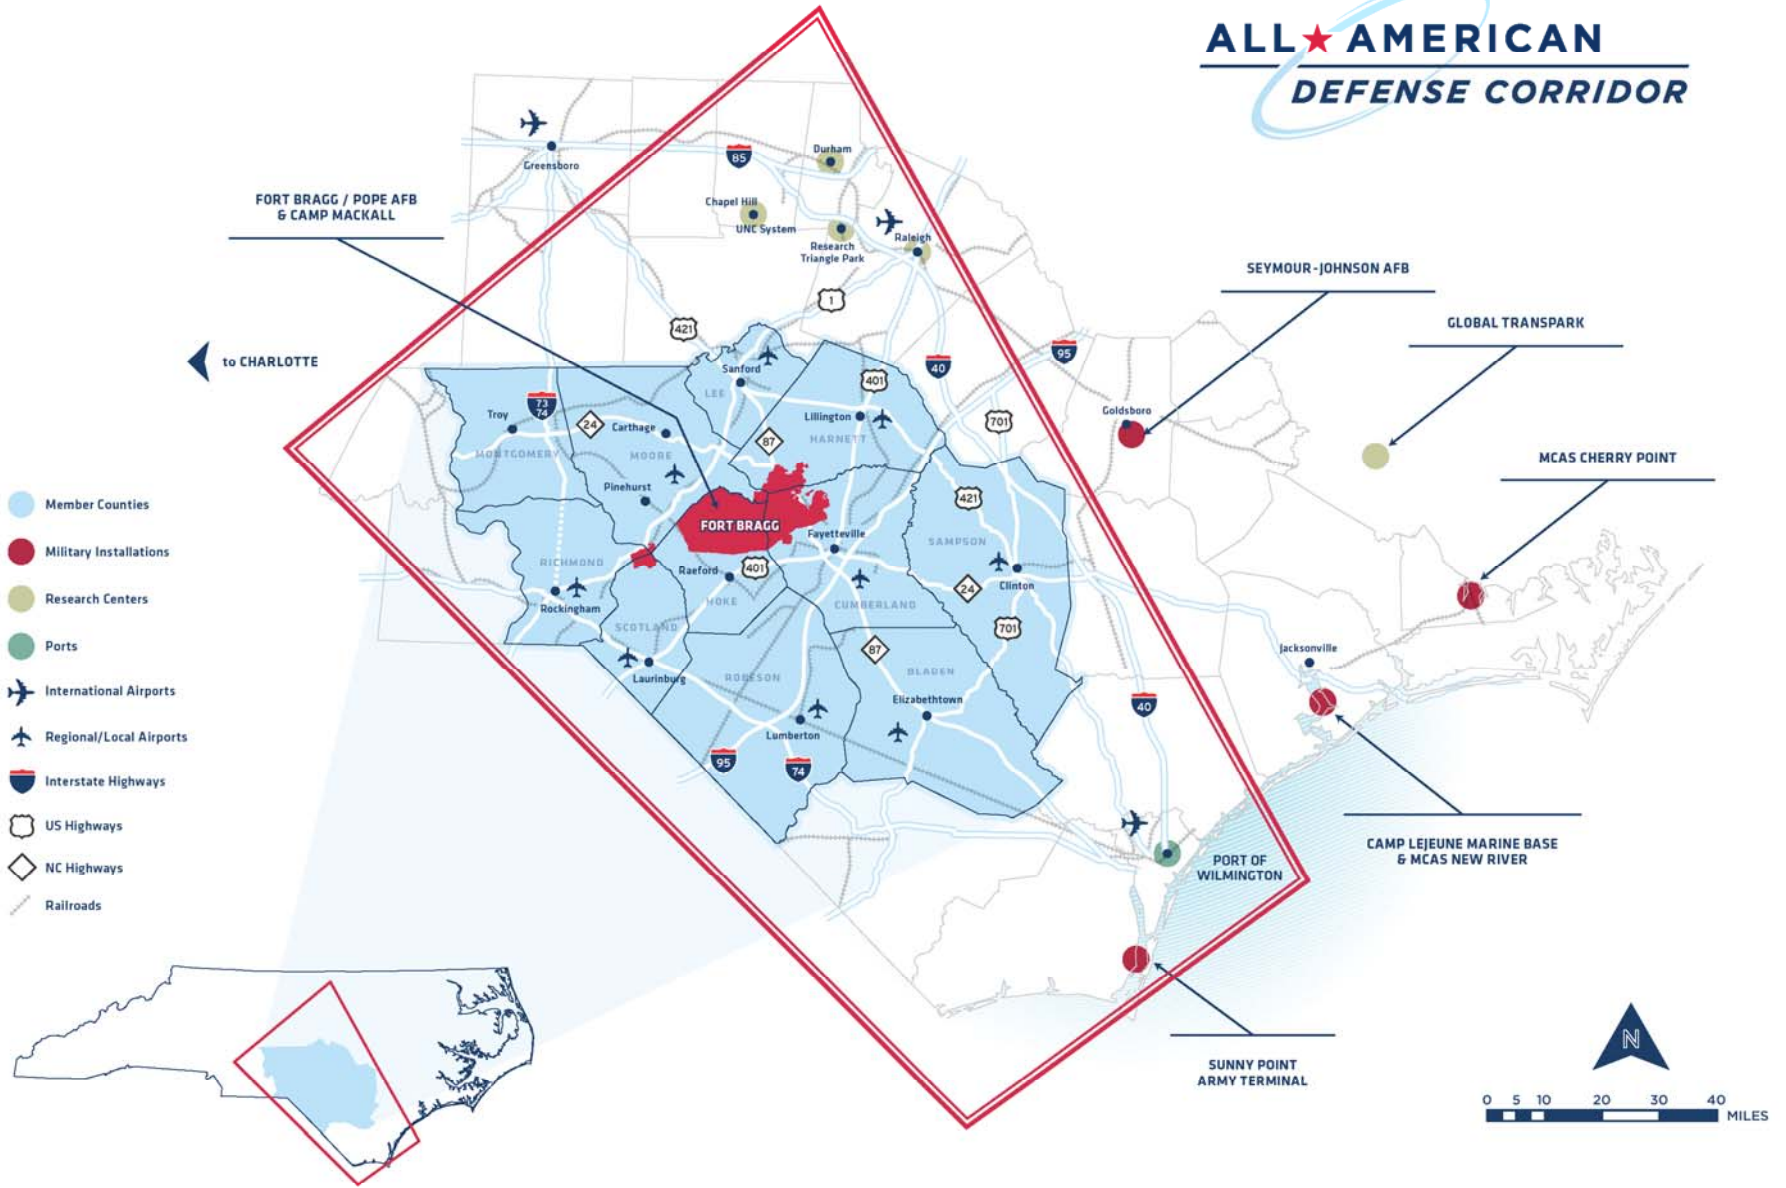 ALL AMERICAN
DEFENSE CORRIDOR
Greensboro
85
Durham
FORT BRAGG / POPE AFB
& CAMP MACKALL
Chapel Hill
UNC System
Research
Triangle Park
Raleigh
SEYMOUR-JOHNSON AFB
GLOBAL TRANSPARK
1
421
to CHARLOTTE
95
40
Sanford
LEE
401
73
74
Troy
24
Carthage
87
Lillington
HARNETT
701
Goldsboro
MONTGOMERY
MOORE
MCAS CHERRY POINT
Pinehurst
421
FORT BRAGG
Fayetteville
SAMPSON
RICHMOND
Raeford
401
Rockingham
HOKE
CUMBERLAND
24
Clinton
SCOTLAND
701
87
Jacksonville
Laurinburg
ROBESON
BLADEN
Elizabethtown
40
Lumberton
95
74
Member Counties
Military Installations
Research Centers
Ports
International Airports
Regional/Local Airports
Interstate Highways
US Highways
NC Highways
Railroads
PORT OF
WILMINGTON
CAMP LEJEUNE MARINE BASE
& MCAS NEW RIVER
SUNNY POINT
ARMY TERMINAL
N
0 5 10 20 30 40
MILES